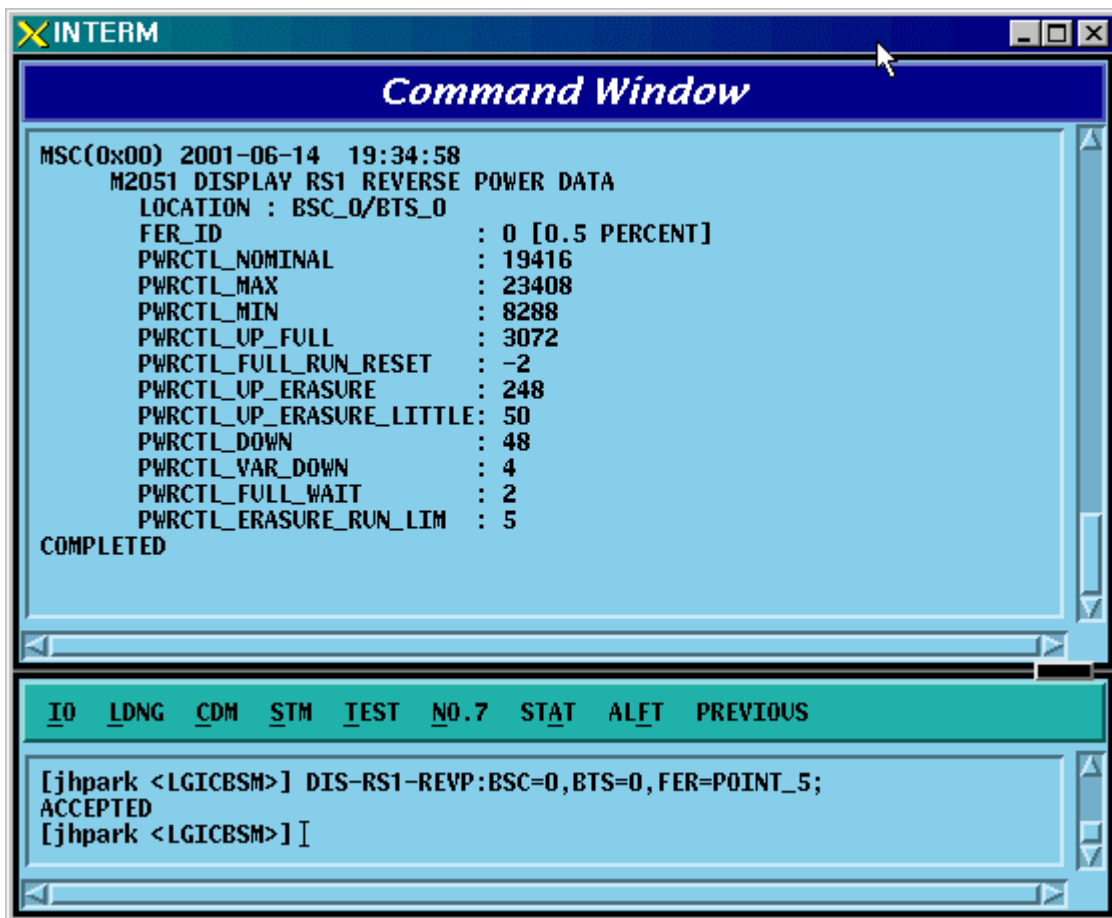 INTERM
Command Window
MSC(0x00) 2001-06-14 19:34:58
M2051 DISPLAY RS1 REVERSE POWER DATA
LOCATION : BSC_0/BTS_0
FER_ID : 0 [0.5 PERCENT]
PWRCTL_NOMINAL : 19416
PWRCTL_MAX : 23408
PWRCTL_MIN : 8288
PWRCTL_UP_FULL : 3072
PWRCTL_FULL_RUN_RESET : -2
PWRCTL_UP_ERASURE : 248
PWRCTL_UP_ERASURE_LITTLE: 50
PWRCTL_DOWN : 48
PWRCTL_VAR_DOWN : 4
PWRCTL_FULL_WAIT : 2
PWRCTL_ERASURE_RUN_LIM : 5
COMPLETED
IO LDNG CDM STM TEST NO.7 STAT ALFT PREVIOUS
[jhpark <LGICBSM>] DIS-RS1-REVP:BSC=0,BTS=0,FER=POINT_5;
ACCEPTED
[jhpark <LGICBSM>]